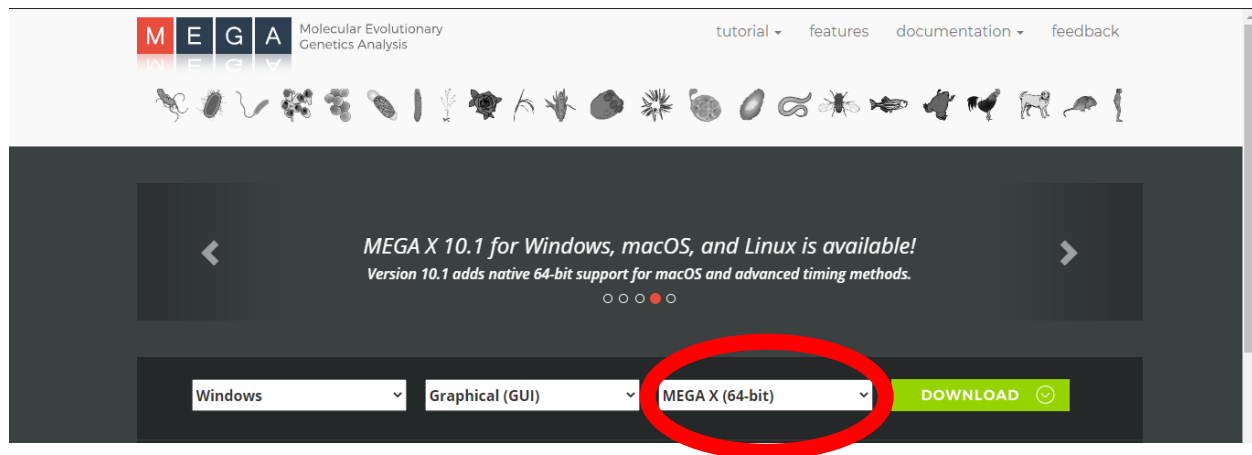 M E G A
Molecular Evolutionary
Genetics Analysis
tutorial features documentation feedback
MEGA X 10.1 for Windows, macOS, and Linux is available!
Version 10.1 adds native 64-bit support for macOS and advanced timing methods.
Windows Graphical (GUI) MEGA X (64-bit) DOWNLOAD